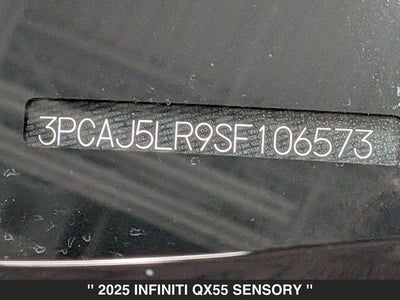 3PCAJ5LR9SF106573
" 2025 INFINITI QX55 SENSORY "